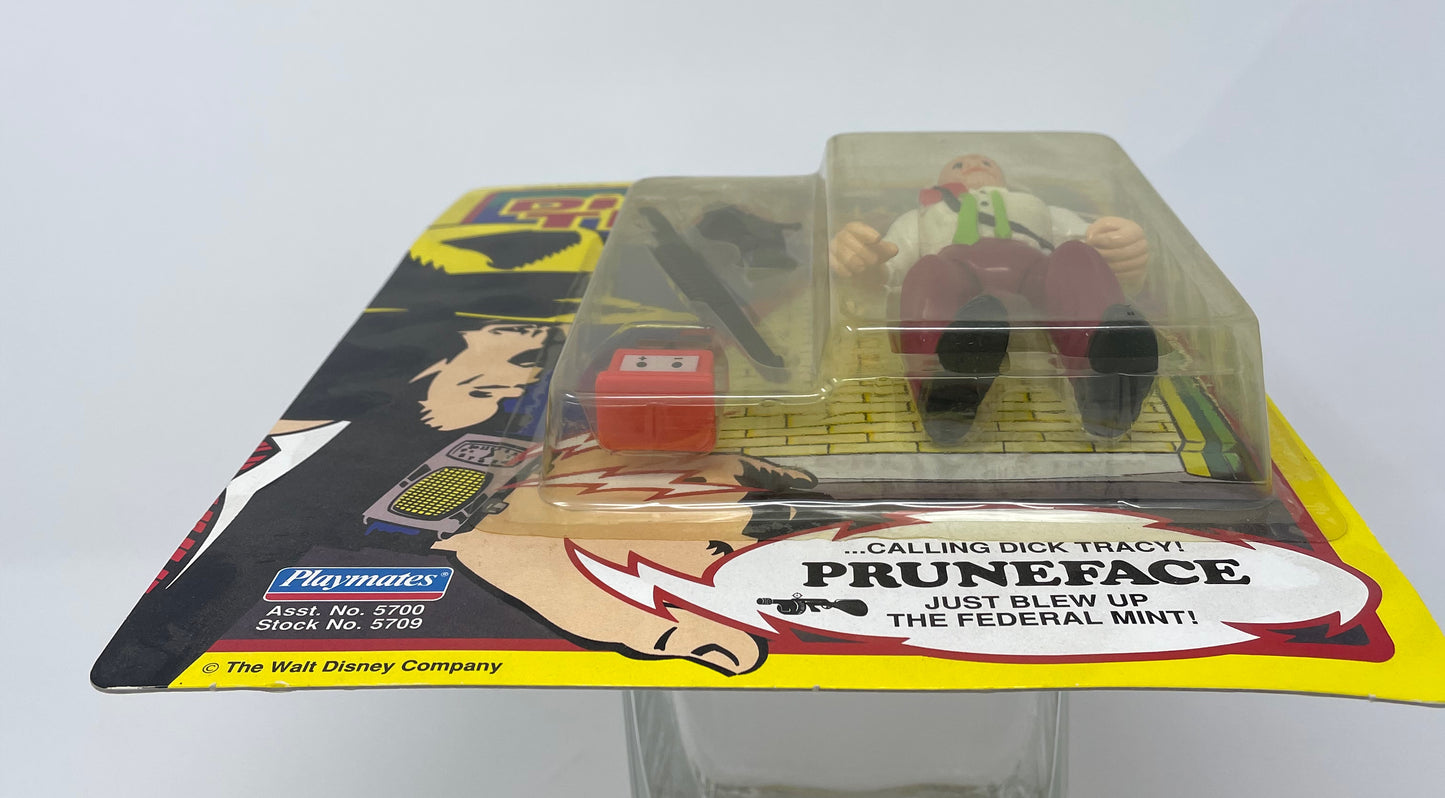 ...CALLING DICK TRACY!
PRUNEFACE
JUST BLEW UP
THE FEDERAL MINT!
Playmates®
Asst. No. 5700
Stock No. 5709
© The Walt Disney Company
+ −